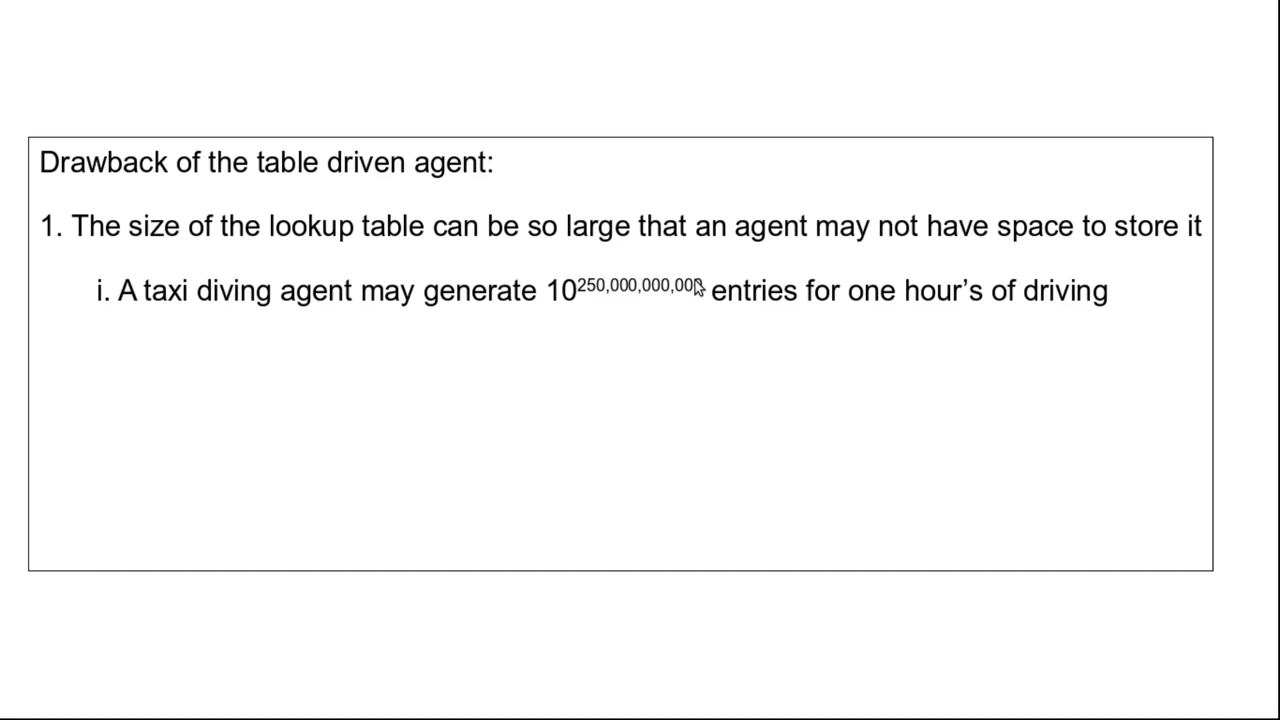 Drawback of the table driven agent:
1. The size of the lookup table can be so large that an agent may not have space to store it
i. A taxi diving agent may generate 10^250,000,000,000 entries for one hour’s of driving